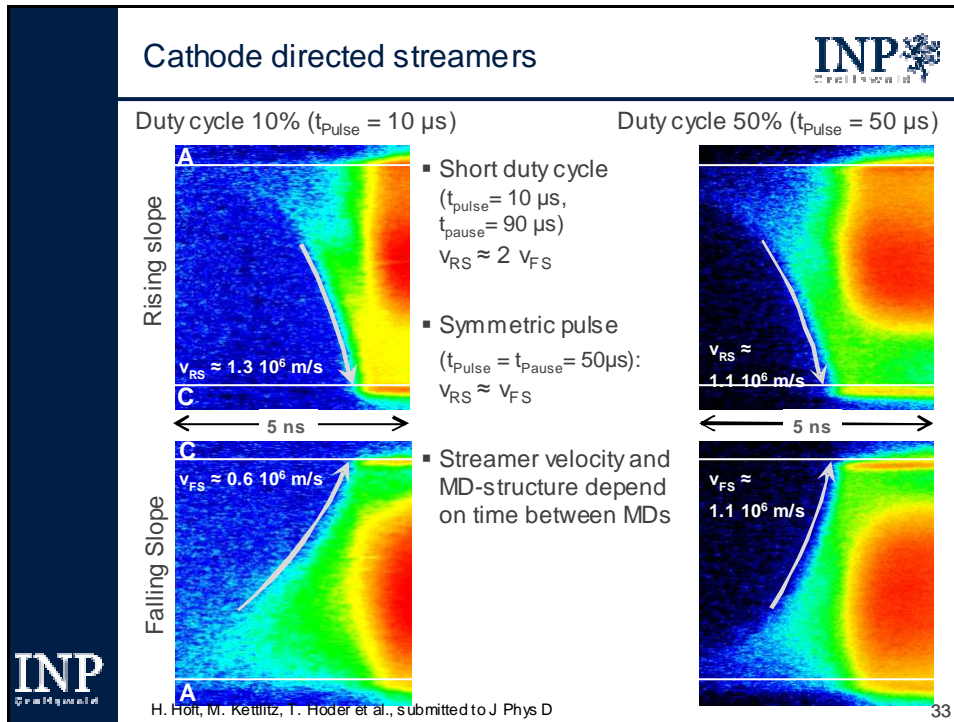 Cathode directed streamers
INP
Greifswald
Duty cycle 10% (tPulse = 10 µs)
Duty cycle 50% (tPulse = 50 µs)
Rising slope
A
vRS ≈ 1.3 10⁶ m/s
C
▪ Short duty cycle
(tpulse= 10 µs,
tpause= 90 µs)
vRS ≈ 2 vFS
▪ Symmetric pulse
(tPulse = tPause= 50µs):
vRS ≈ vFS
▪ Streamer velocity and
MD-structure depend
on time between MDs
vRS ≈
1.1 10⁶ m/s
5 ns
5 ns
Falling Slope
C
vFS ≈ 0.6 10⁶ m/s
A
vFS ≈
1.1 10⁶ m/s
INP
Greifswald
H. Höft, M. Kettlitz, T. Hoder et al., submitted to J Phys D
33